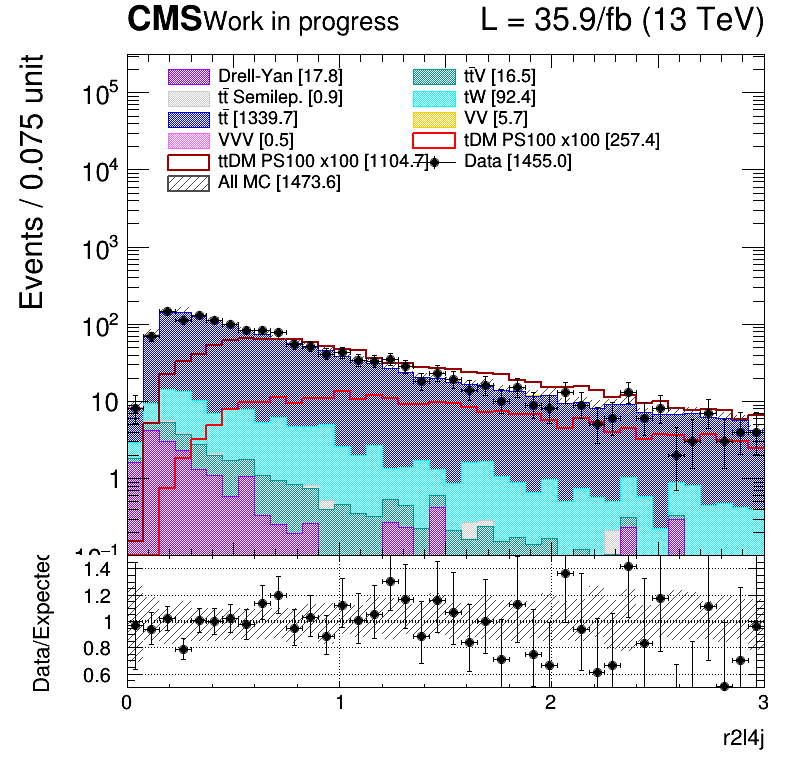 CMS Work in progress L = 35.9/fb (13 TeV)
Events / 0.075 unit
Drell-Yan [17.8] tt̄V [16.5]
tt̄ Semilep. [0.9] tW [92.4]
tt̄ [1339.7] VV [5.7]
VVV [0.5] tDM PS100 x100 [257.4]
ttDM PS100 x100 [1104.7] Data [1455.0]
All MC [1473.6]
10⁵
10⁴
10³
10²
10
1
10⁻¹
Data/Expected
1.4
1.2
1
0.8
0.6
0 1 2 3
r2l4j